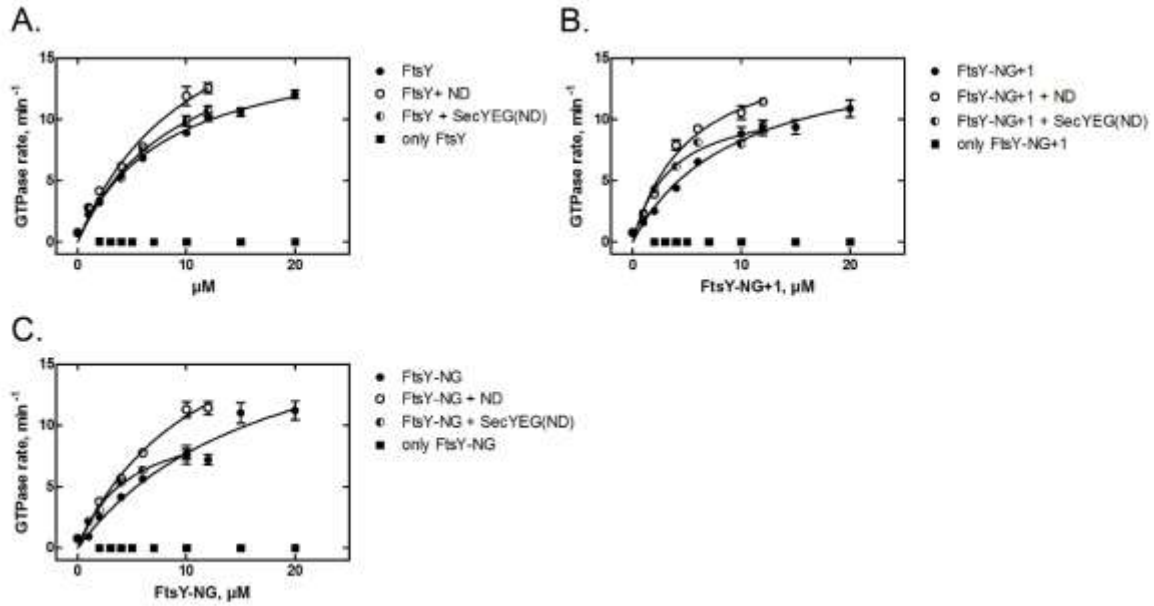 A.
GTPase rate, min⁻¹
15
10
5
0
0 10 20
µM
FtsY
FtsY+ ND
FtsY + SecYEG(ND)
only FtsY
B.
GTPase rate, min⁻¹
15
10
5
0
0 10 20
FtsY-NG+1, µM
FtsY-NG+1
FtsY-NG+1 + ND
FtsY-NG+1 + SecYEG(ND)
only FtsY-NG+1
C.
GTPase rate, min⁻¹
15
10
5
0
0 10 20
FtsY-NG, µM
FtsY-NG
FtsY-NG + ND
FtsY-NG + SecYEG(ND)
only FtsY-NG